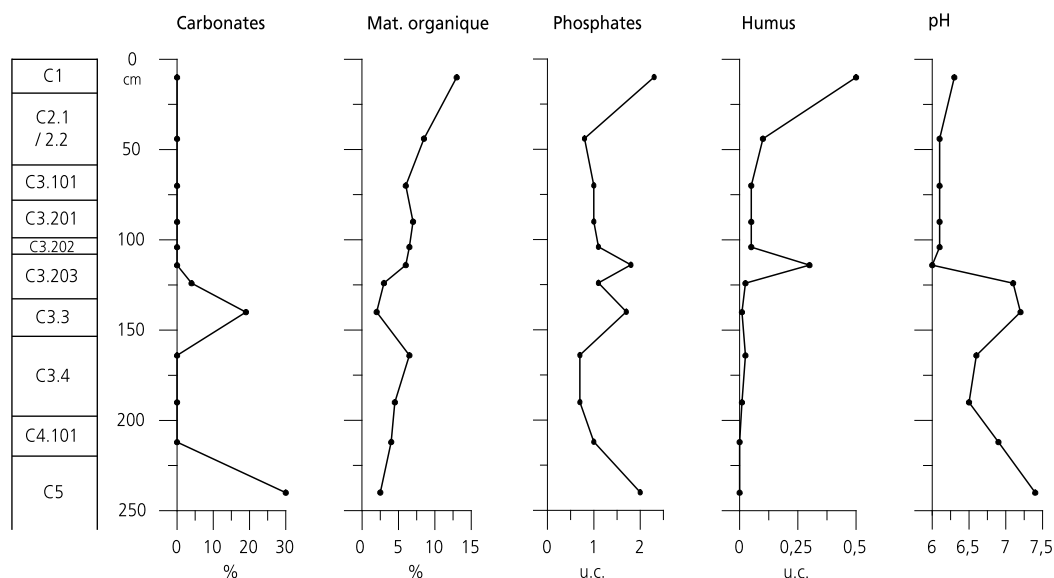 Carbonates
Mat. organique
Phosphates
Humus
pH
0
cm
50
100
150
200
250
C1
C2.1
/ 2.2
C3.101
C3.201
C3.202
C3.203
C3.3
C3.4
C4.101
C5
0 10 20 30
%
0 5 10 15
%
0 1 2
u.c.
0 0,25 0,5
u.c.
6 6,5 7 7,5